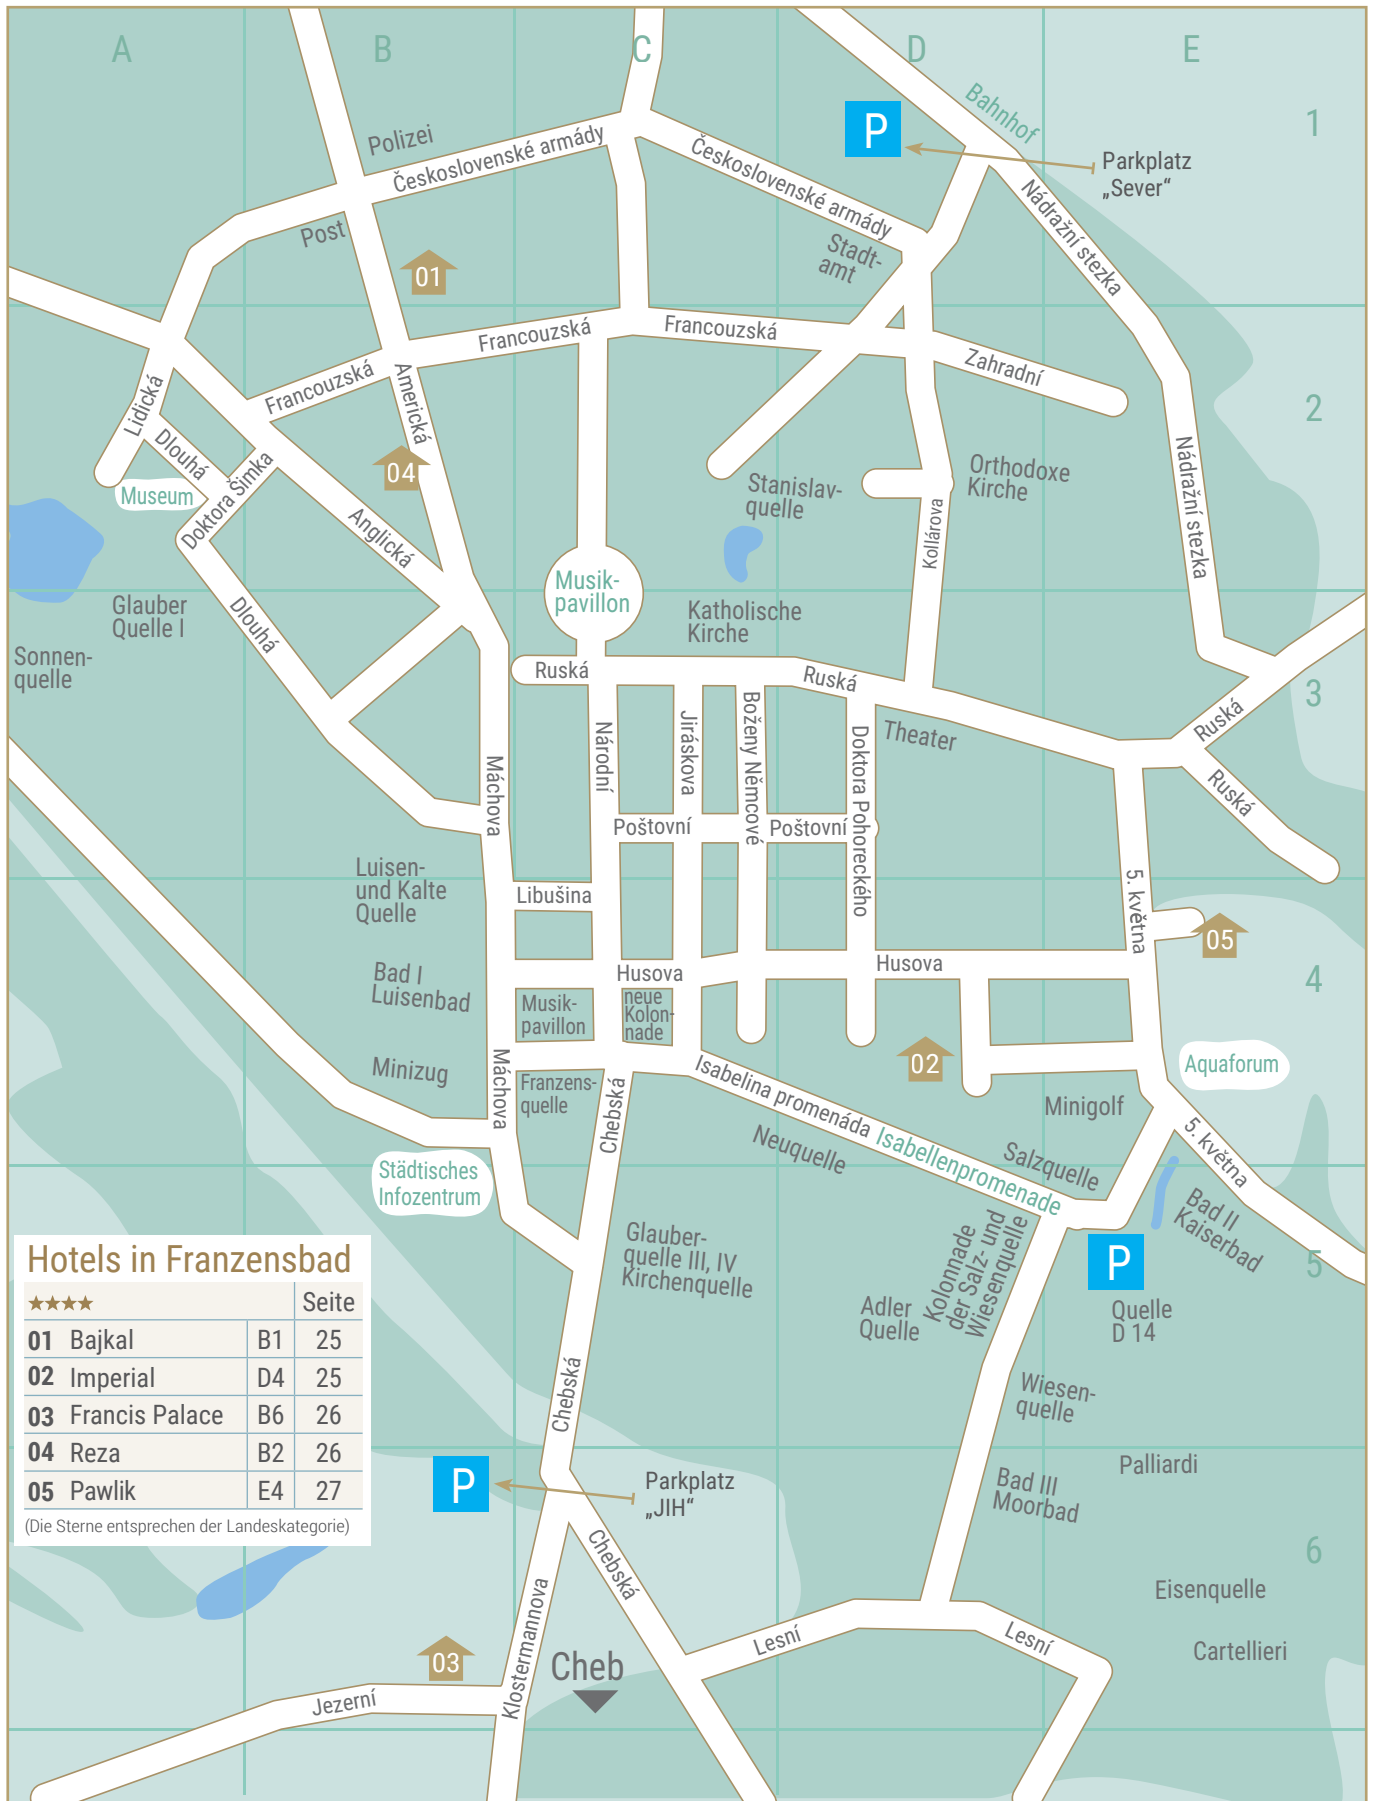 A
B
C
D
E
1
Bahnhof
Polizei
Československé armády
Československé armády
Parkplatz
„Sever“
P
Nádražní stezka
Post
Stadt-
amt
01
Francouzská
Francouzská
Francouzská
Zahradní
Americká
Lidická
2
Dlouhá
Nádražní stezka
04
Museum
Doktora Šimka
Orthodoxe
Kirche
Stanislav-
quelle
Anglická
Kollárova
Musik-
pavillon
Glauber
Quelle I
Dlouhá
Katholische
Kirche
Sonnen-
quelle
Ruská
Ruská
3
Ruská
Národní
Jiráskova
Boženy Němcové
Doktora Pohoreckého
Theater
Máchova
Ruská
Poštovní
Poštovní
Luisen-
und Kalte
Quelle
Libušina
5. května
05
Bad I
Luisenbad
Husova
Husova
4
Musik-
pavillon
neue
Kolon-
nade
Minizug
Máchova
Franzens-
quelle
Chebská
Isabelina promenáda
Isabellenpromenade
02
Aquaforum
Minigolf
Neuquelle
Salzquelle
5. května
Städtisches
Infozentrum
Bad II
Kaiserbad
Glauber-
quelle III, IV
Kirchenquelle
Kolonnade
der Salz- und
Wiesenquelle
P
5
Adler
Quelle
Quelle
D 14
Hotels in Franzensbad
★★★★ Seite
01 Bajkal B1 25
02 Imperial D4 25
03 Francis Palace B6 26
04 Reza B2 26
05 Pawlik E4 27
(Die Sterne entsprechen der Landeskategorie)
Chebská
Wiesen-
quelle
P
Parkplatz
„JIH“
Palliardi
Bad III
Moorbad
Chebská
6
Eisenquelle
Klostermannova
Lesní
Lesní
Cartellieri
03
Cheb
Jezerní